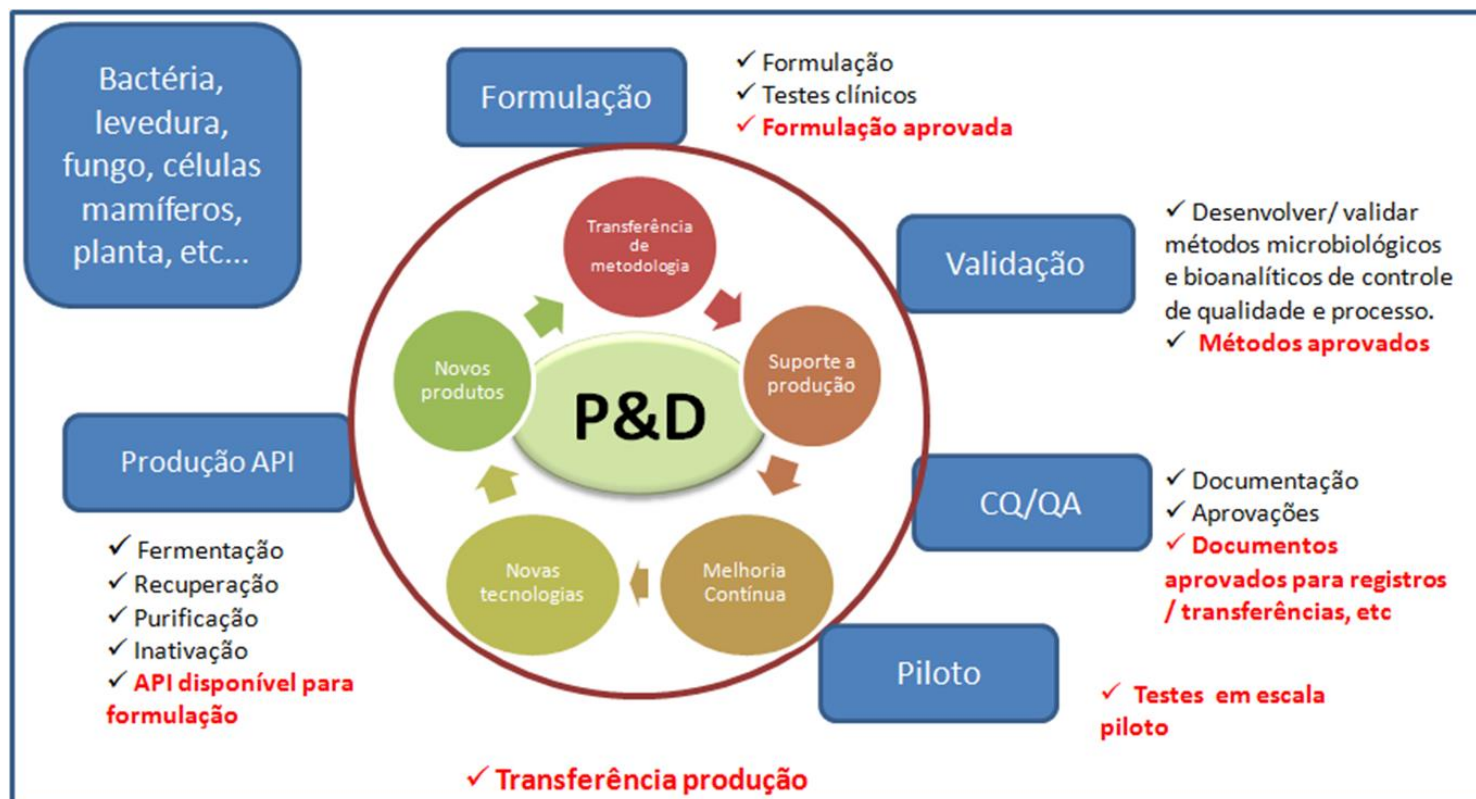 Bactéria,
levedura,
fungo, células
mamíferos,
planta, etc...
Formulação
✓ Formulação
✓ Testes clínicos
✓ Formulação aprovada
Validação
✓ Desenvolver/ validar
métodos microbiológicos
e bioanalíticos de controle
de qualidade e processo.
✓ Métodos aprovados
Transferência
de
metodologia
Novos
produtos
Suporte a
produção
P&D
Novas
tecnologias
Melhoria
Contínua
Produção API
✓ Fermentação
✓ Recuperação
✓ Purificação
✓ Inativação
✓ API disponível para
formulação
CQ/QA
✓ Documentação
✓ Aprovações
✓ Documentos
aprovados para registros
/ transferências, etc
Piloto
✓ Testes em escala
piloto
✓ Transferência produção